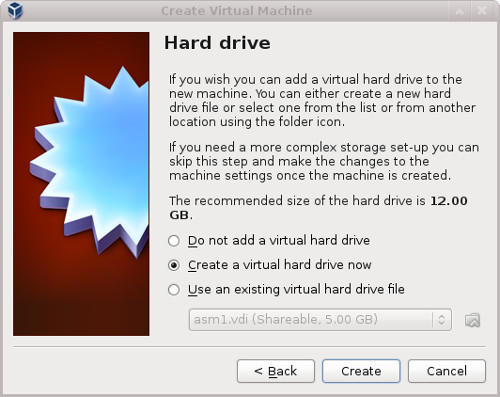 Create Virtual Machine
Hard drive
If you wish you can add a virtual hard drive to the
new machine. You can either create a new hard
drive file or select one from the list or from another
location using the folder icon.
If you need a more complex storage set-up you can
skip this step and make the changes to the
machine settings once the machine is created.
The recommended size of the hard drive is 12.00
GB.
Do not add a virtual hard drive
Create a virtual hard drive now
Use an existing virtual hard drive file
asm1.vdi (Shareable, 5.00 GB)
< Back Create Cancel